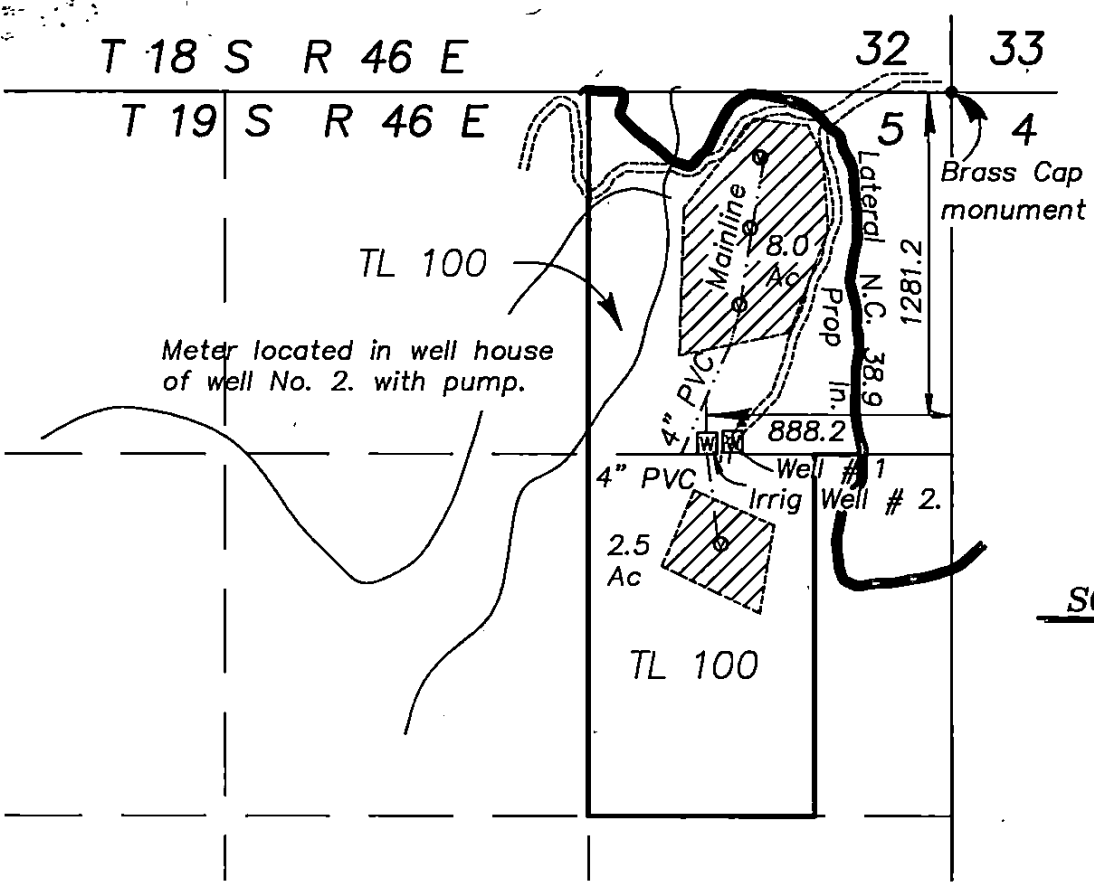 T 18 S R 46 E
32 33
T 19 S R 46 E
5 4
Brass Cap
monument
Lateral N.C. 38.9
Prop In.
1281.2
Mainline
8.0
Ac
TL 100
Meter located in well house
of well No. 2. with pump.
4" PVC
888.2
W W
Well # 1
4" PVC
Irrig Well # 2.
2.5
Ac
TL 100